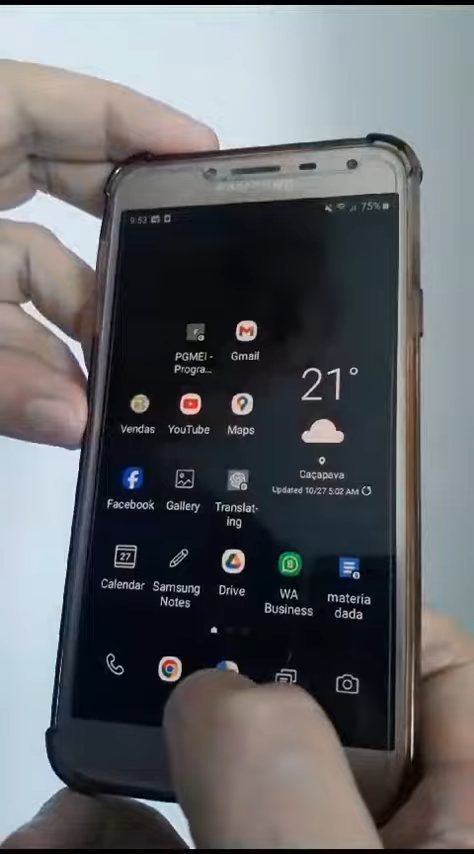 SAMSUNG
9:53
75%
PGMEI -
Progra...
Gmail
21°
Vendas
YouTube
Maps
Caçapava
Updated 10/27 5:02 AM
Facebook
Gallery
Translat-
ing
27
Calendar
Samsung
Notes
Drive
WA
Business
materia
dada